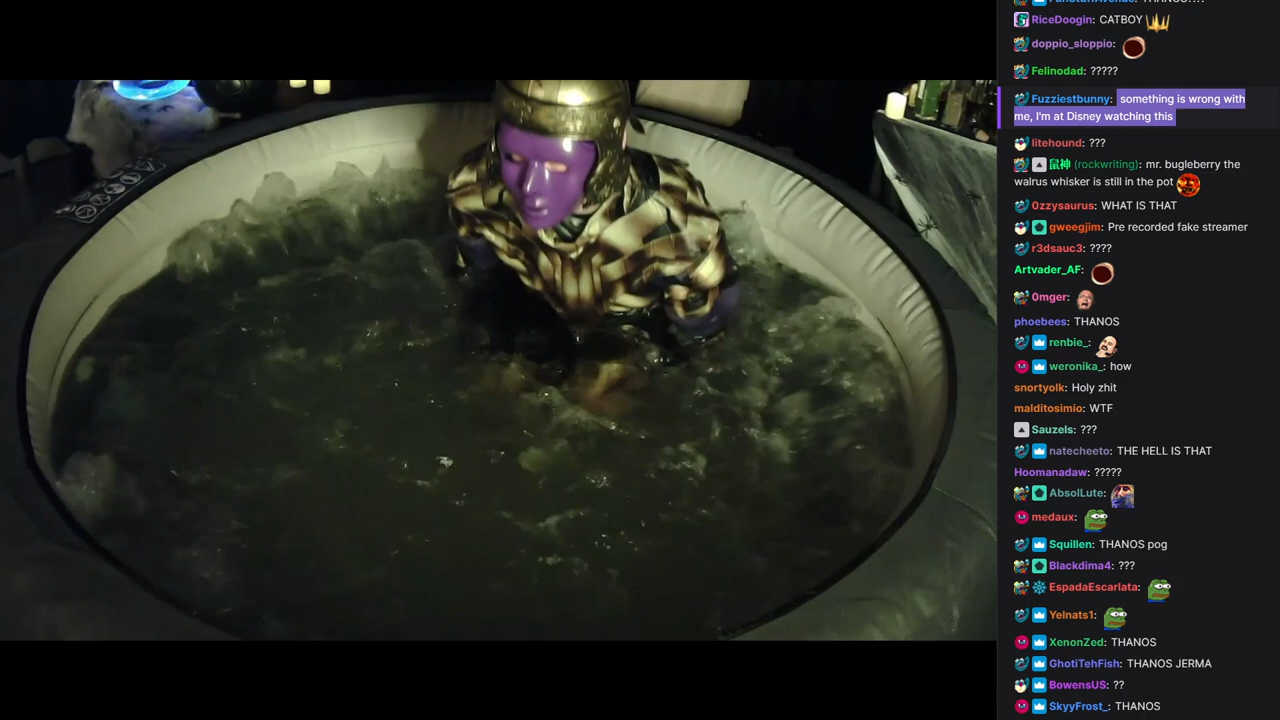 RiceDoogin: CATBOY
doppio_sloppio:
Felinodad: ?????
Fuzziestbunny: something is wrong with
me, I'm at Disney watching this
litehound: ???
鼠神 (rockwriting): mr. bugleberry the
walrus whisker is still in the pot
0zzysaurus: WHAT IS THAT
gweegjim: Pre recorded fake streamer
r3dsauc3: ????
Artvader_AF:
0mger:
phoebees: THANOS
renbie_:
weronika_: how
snortyolk: Holy zhit
malditosimio: WTF
Sauzels: ???
natecheeto: THE HELL IS THAT
Hoomanadaw: ?????
AbsolLute:
medaux:
Squillen: THANOS pog
Blackdima4: ???
EspadaEscarlata:
Yelnats1:
XenonZed: THANOS
GhotiTehFish: THANOS JERMA
BowensUS: ??
SkyyFrost_: THANOS